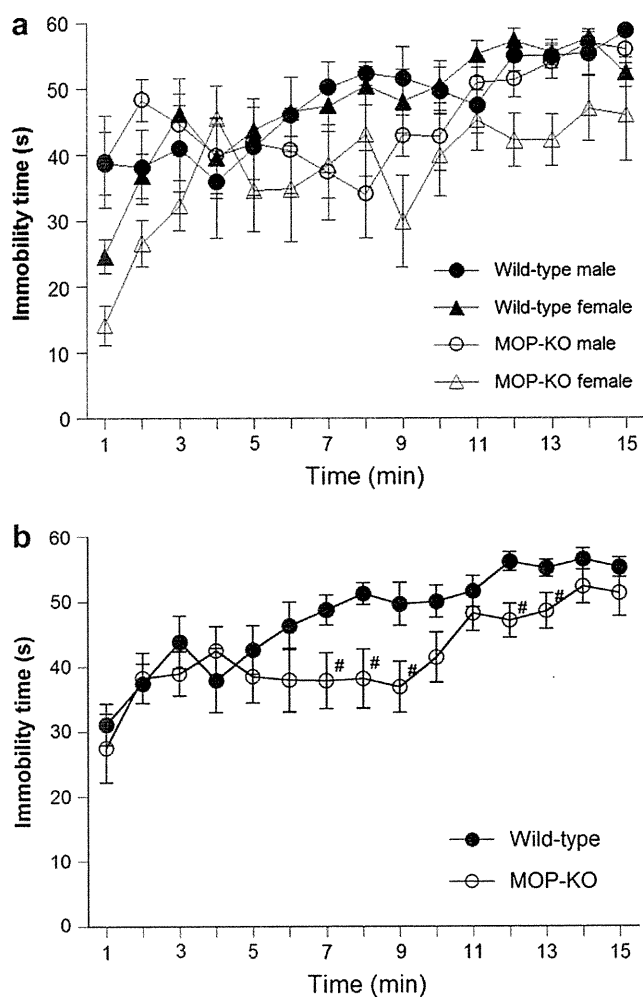 a
60
50
40
30
20
10
0
Immobility time (s)
Wild-type male
Wild-type female
MOP-KO male
MOP-KO female
1 3 5 7 9 11 13 15
Time (min)
b
60
50
40
30
20
10
0
Immobility time (s)
# # # # #
Wild-type
MOP-KO
1 3 5 7 9 11 13 15
Time (min)